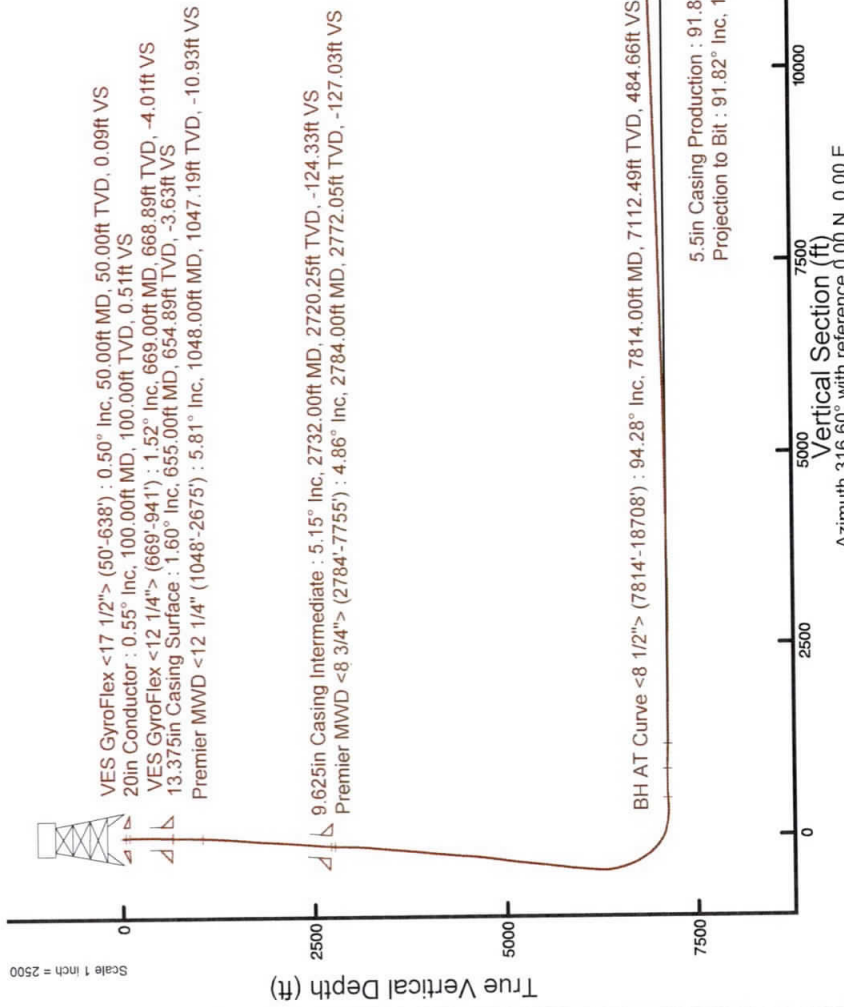 Scale 1 inch = 2500
True Vertical Depth (ft)
0
2500
5000
7500
VES GyroFlex <17 1/2"> (50'-638') : 0.50° Inc, 50.00ft MD, 50.00ft TVD, 0.09ft VS
20in Conductor : 0.55° Inc, 100.00ft MD, 100.00ft TVD, 0.51ft VS
VES GyroFlex <12 1/4"> (669'-941') : 1.52° Inc, 669.00ft MD, 668.89ft TVD, -4.01ft VS
13.375in Casing Surface : 1.60° Inc, 655.00ft MD, 654.89ft TVD, -3.63ft VS
Premier MWD <12 1/4" (1048'-2675') : 5.81° Inc, 1048.00ft MD, 1047.19ft TVD, -10.93ft VS
9.625in Casing Intermediate : 5.15° Inc, 2732.00ft MD, 2720.25ft TVD, -124.33ft VS
Premier MWD <8 3/4"> (2784'-7755') : 4.86° Inc, 2784.00ft MD, 2772.05ft TVD, -127.03ft VS
BH AT Curve <8 1/2"> (7814'-18708') : 94.28° Inc, 7814.00ft MD, 7112.49ft TVD, 484.66ft VS
5.5in Casing Production : 91.8
Projection to Bit : 91.82° Inc, 1
0
2500
5000
7500
10000
Vertical Section (ft)
Azimuth 316.60° with reference 0.00 N, 0.00 E